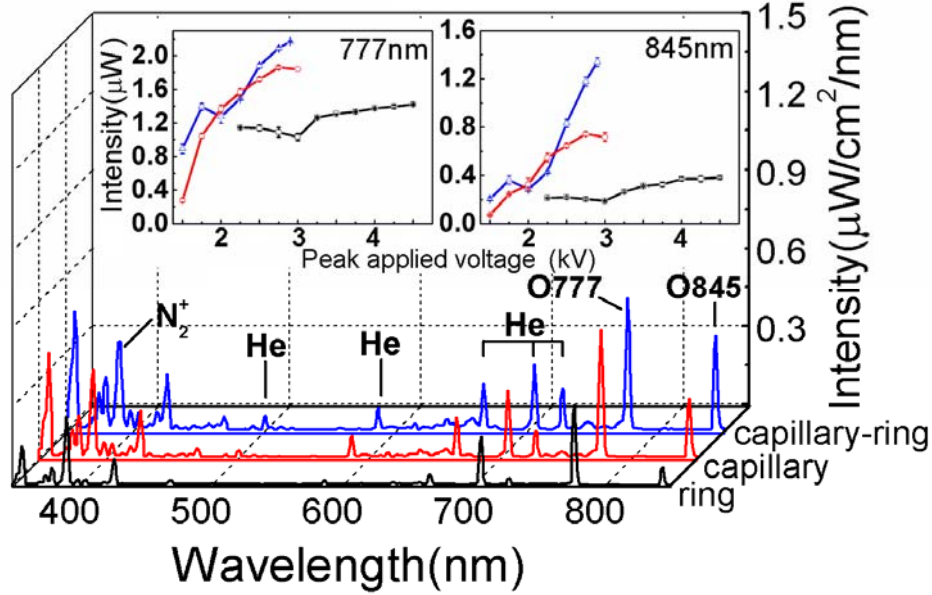 1.5
1.2
0.9
0.6
0.3
Intensity(μW/cm²/nm)
777nm
2.0
1.6
1.2
0.8
0.4
0.0
Intensity(μW)
2 3 4
845nm
1.6
1.2
0.8
0.4
0.0
2 3 4
Peak applied voltage (kV)
N₂⁺
He
He
He
O777
O845
capillary-ring
capillary
ring
400 500 600 700 800
Wavelength(nm)